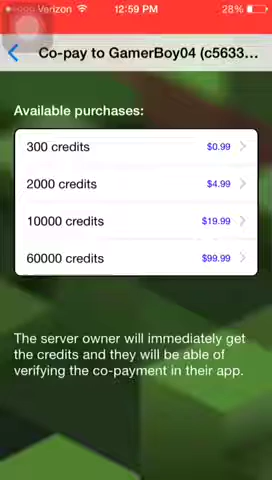 Verizon 12:59 PM 28%
Co-pay to GamerBoy04 (c5633...
Available purchases:
300 credits $0.99
2000 credits $4.99
10000 credits $19.99
60000 credits $99.99
The server owner will immediately get
the credits and they will be able of
verifying the co-payment in their app.